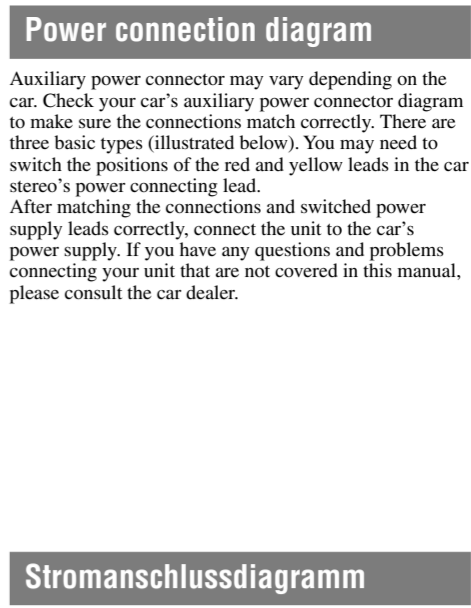 Power connection diagram
Auxiliary power connector may vary depending on the
car. Check your car’s auxiliary power connector diagram
to make sure the connections match correctly. There are
three basic types (illustrated below). You may need to
switch the positions of the red and yellow leads in the car
stereo’s power connecting lead.
After matching the connections and switched power
supply leads correctly, connect the unit to the car’s
power supply. If you have any questions and problems
connecting your unit that are not covered in this manual,
please consult the car dealer.
Stromanschlussdiagramm